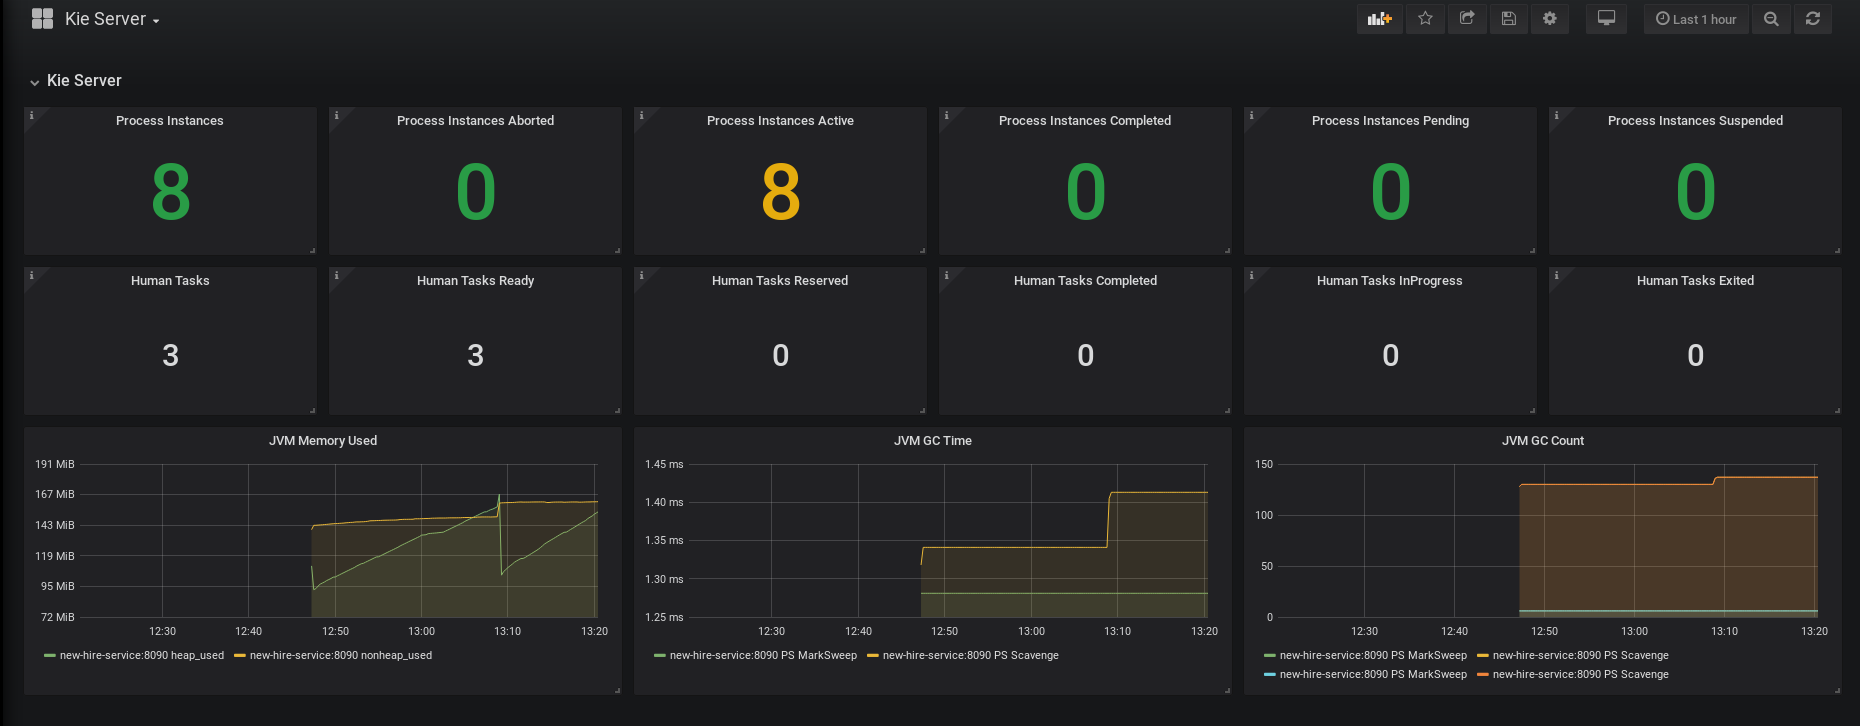 Kie Server
Last 1 hour
Kie Server
Process Instances
Process Instances Aborted
Process Instances Active
Process Instances Completed
Process Instances Pending
Process Instances Suspended
8
0
8
0
0
0
Human Tasks
Human Tasks Ready
Human Tasks Reserved
Human Tasks Completed
Human Tasks InProgress
Human Tasks Exited
3
3
0
0
0
0
JVM Memory Used
191 MiB
167 MiB
143 MiB
119 MiB
95 MiB
72 MiB
12:30 12:40 12:50 13:00 13:10 13:20
new-hire-service:8090 heap_used new-hire-service:8090 nonheap_used
JVM GC Time
1.45 ms
1.40 ms
1.35 ms
1.30 ms
1.25 ms
12:30 12:40 12:50 13:00 13:10 13:20
new-hire-service:8090 PS MarkSweep new-hire-service:8090 PS Scavenge
JVM GC Count
150
100
50
0
12:30 12:40 12:50 13:00 13:10 13:20
new-hire-service:8090 PS MarkSweep new-hire-service:8090 PS Scavenge
new-hire-service:8090 PS MarkSweep new-hire-service:8090 PS Scavenge